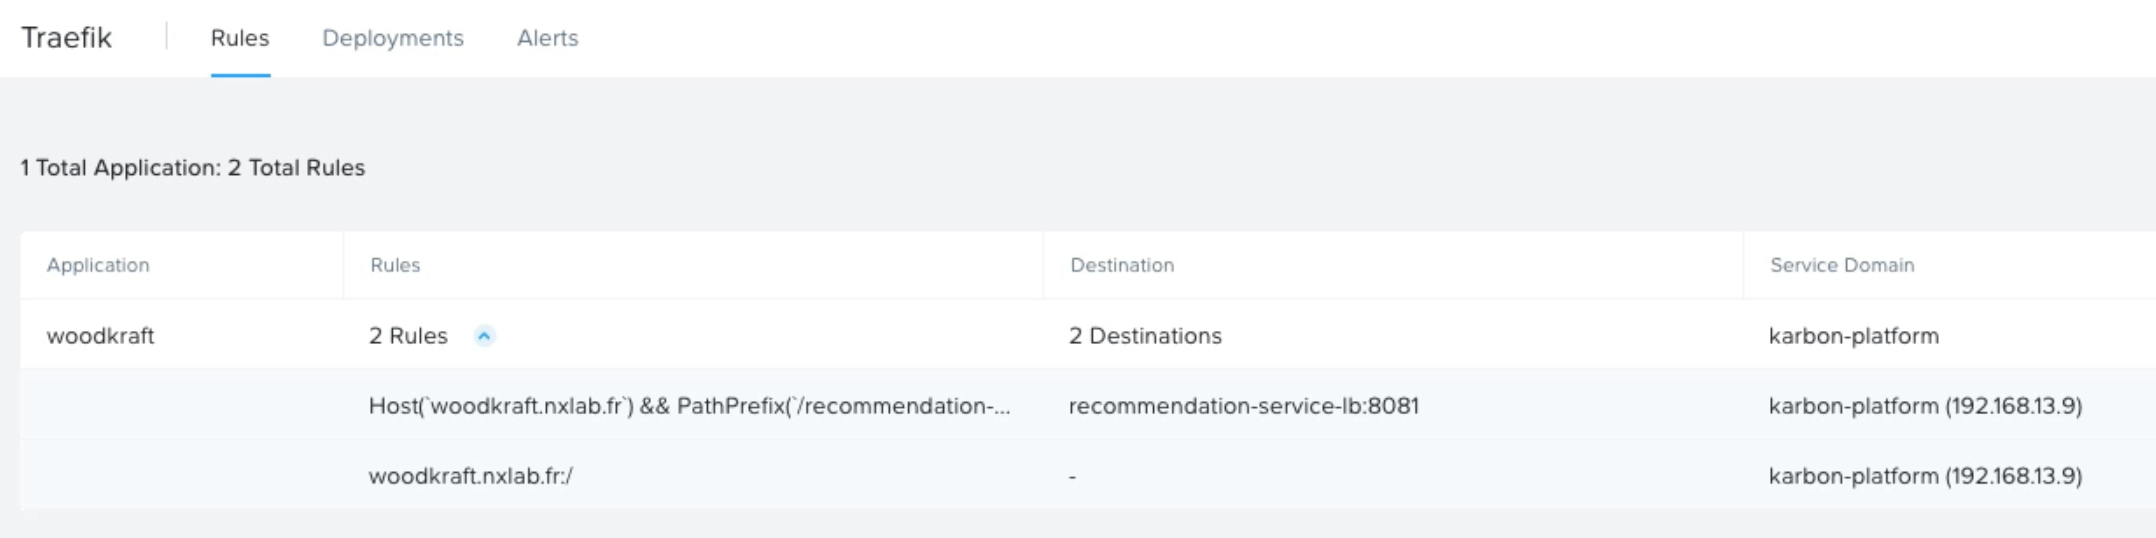 Traefik Rules Deployments Alerts
1 Total Application: 2 Total Rules
Application Rules Destination Service Domain
woodkraft 2 Rules 2 Destinations karbon-platform
Host(`woodkraft.nxlab.fr`) && PathPrefix(`/recommendation-... recommendation-service-lb:8081 karbon-platform (192.168.13.9)
woodkraft.nxlab.fr:/ - karbon-platform (192.168.13.9)